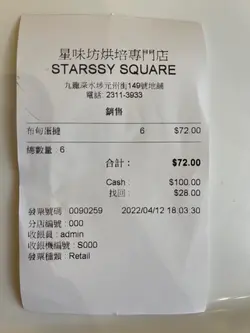 星味坊烘培專門店
STARSSY SQUARE
九龍深水埗元州街149號地舖
電話: 2311-3933
銷售
布甸蛋撻 6 $72.00
總數量 : 6
合計 : $72.00
Cash : $100.00
找回 : $28.00
發票號碼 : 0090259 2022/04/12 18:03:30
分店編號 : 000
收銀員 : admin
收銀機編號 : S000
發票種類 : Retail